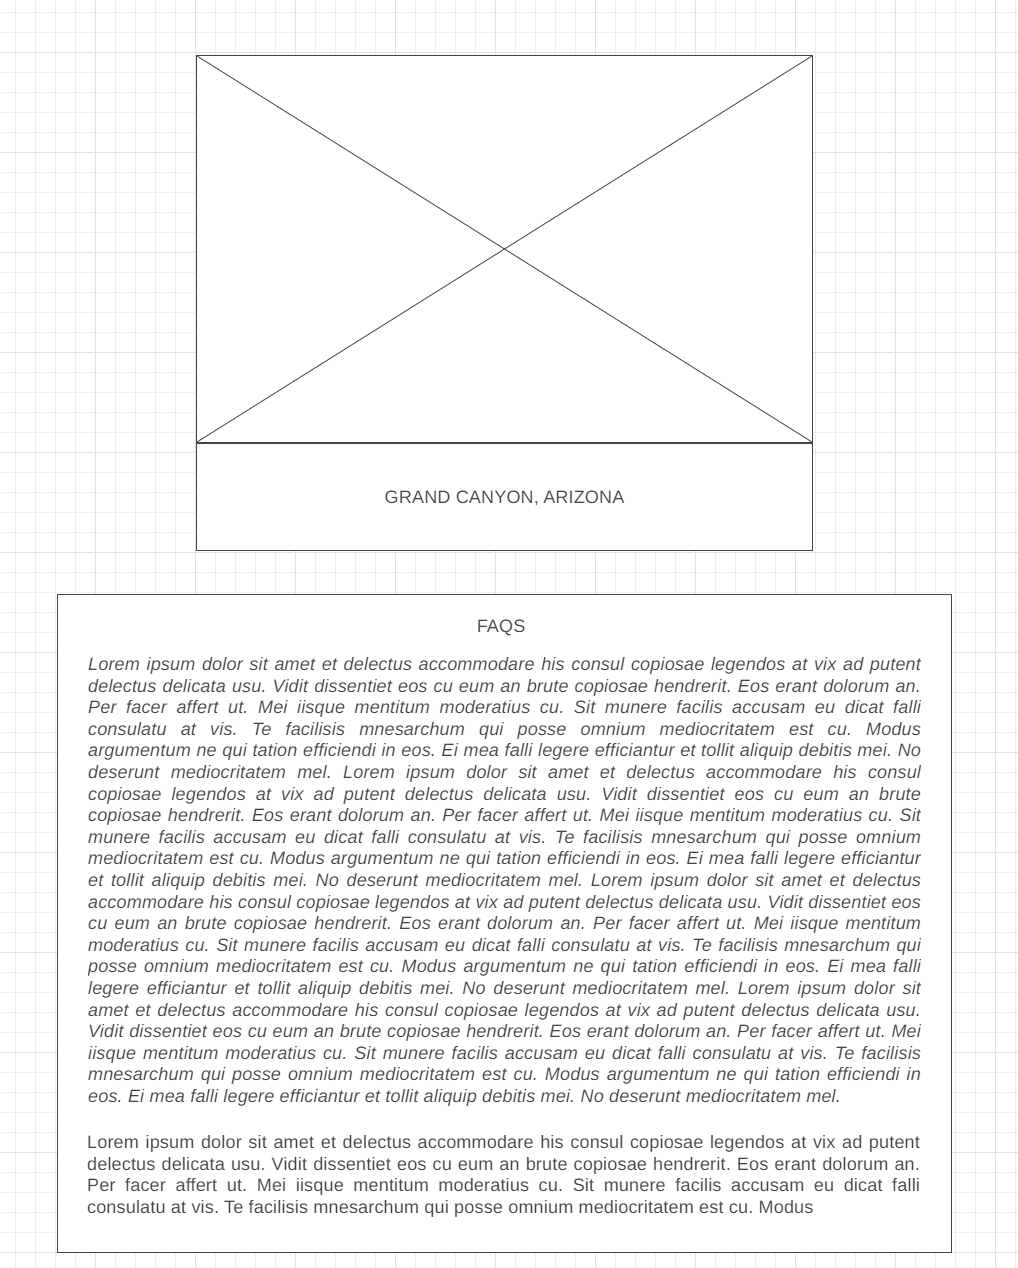 GRAND CANYON, ARIZONA
FAQS
Lorem ipsum dolor sit amet et delectus accommodare his consul copiosae legendos at vix ad putent
delectus delicata usu. Vidit dissentiet eos cu eum an brute copiosae hendrerit. Eos erant dolorum an.
Per facer affert ut. Mei iisque mentitum moderatius cu. Sit munere facilis accusam eu dicat falli
consulatu at vis. Te facilisis mnesarchum qui posse omnium mediocritatem est cu. Modus
argumentum ne qui tation efficiendi in eos. Ei mea falli legere efficiantur et tollit aliquip debitis mei. No
deserunt mediocritatem mel. Lorem ipsum dolor sit amet et delectus accommodare his consul
copiosae legendos at vix ad putent delectus delicata usu. Vidit dissentiet eos cu eum an brute
copiosae hendrerit. Eos erant dolorum an. Per facer affert ut. Mei iisque mentitum moderatius cu. Sit
munere facilis accusam eu dicat falli consulatu at vis. Te facilisis mnesarchum qui posse omnium
mediocritatem est cu. Modus argumentum ne qui tation efficiendi in eos. Ei mea falli legere efficiantur
et tollit aliquip debitis mei. No deserunt mediocritatem mel. Lorem ipsum dolor sit amet et delectus
accommodare his consul copiosae legendos at vix ad putent delectus delicata usu. Vidit dissentiet eos
cu eum an brute copiosae hendrerit. Eos erant dolorum an. Per facer affert ut. Mei iisque mentitum
moderatius cu. Sit munere facilis accusam eu dicat falli consulatu at vis. Te facilisis mnesarchum qui
posse omnium mediocritatem est cu. Modus argumentum ne qui tation efficiendi in eos. Ei mea falli
legere efficiantur et tollit aliquip debitis mei. No deserunt mediocritatem mel. Lorem ipsum dolor sit
amet et delectus accommodare his consul copiosae legendos at vix ad putent delectus delicata usu.
Vidit dissentiet eos cu eum an brute copiosae hendrerit. Eos erant dolorum an. Per facer affert ut. Mei
iisque mentitum moderatius cu. Sit munere facilis accusam eu dicat falli consulatu at vis. Te facilisis
mnesarchum qui posse omnium mediocritatem est cu. Modus argumentum ne qui tation efficiendi in
eos. Ei mea falli legere efficiantur et tollit aliquip debitis mei. No deserunt mediocritatem mel.
Lorem ipsum dolor sit amet et delectus accommodare his consul copiosae legendos at vix ad putent
delectus delicata usu. Vidit dissentiet eos cu eum an brute copiosae hendrerit. Eos erant dolorum an.
Per facer affert ut. Mei iisque mentitum moderatius cu. Sit munere facilis accusam eu dicat falli
consulatu at vis. Te facilisis mnesarchum qui posse omnium mediocritatem est cu. Modus